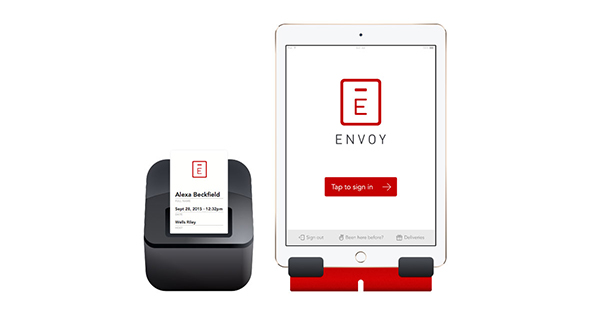 E
Alexa Beckfield
Sept 28, 2013 - 12:32pm
Wells Riley
E
ENVOY
Tap to sign in
Sign out
Been here before?
Deliveries